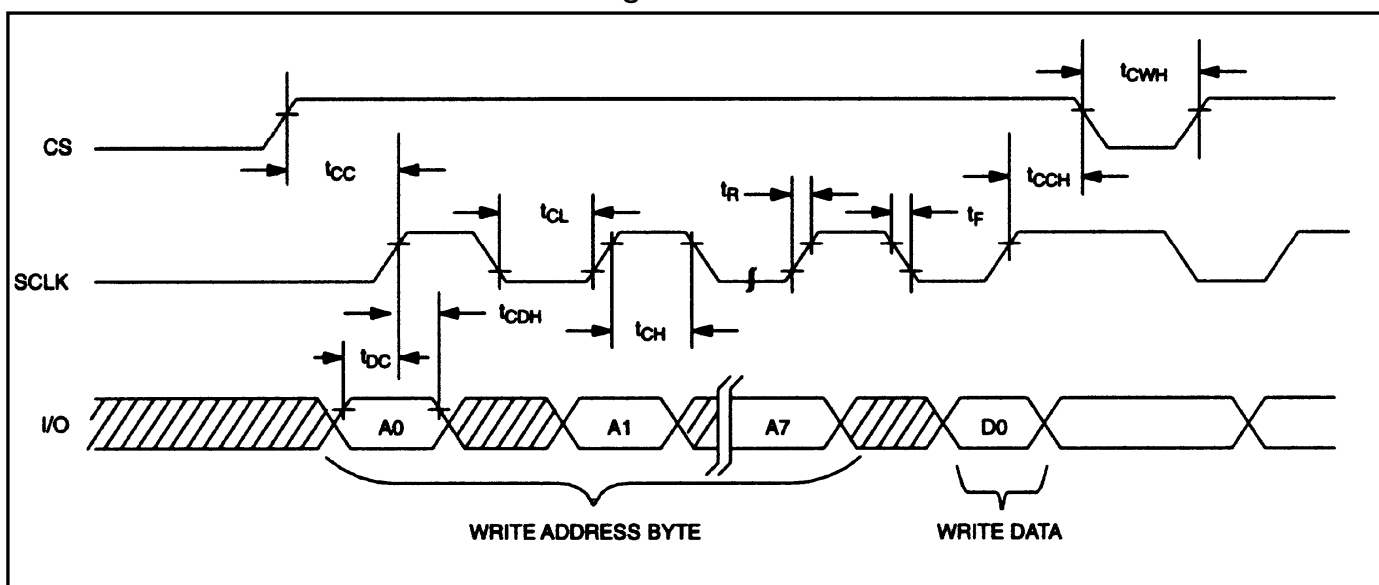 tCWH
CS
tCC
tCCH
tR
tCL
tF
SCLK
tCDH
tCH
tDC
I/O
A0
A1
A7
D0
WRITE ADDRESS BYTE
WRITE DATA